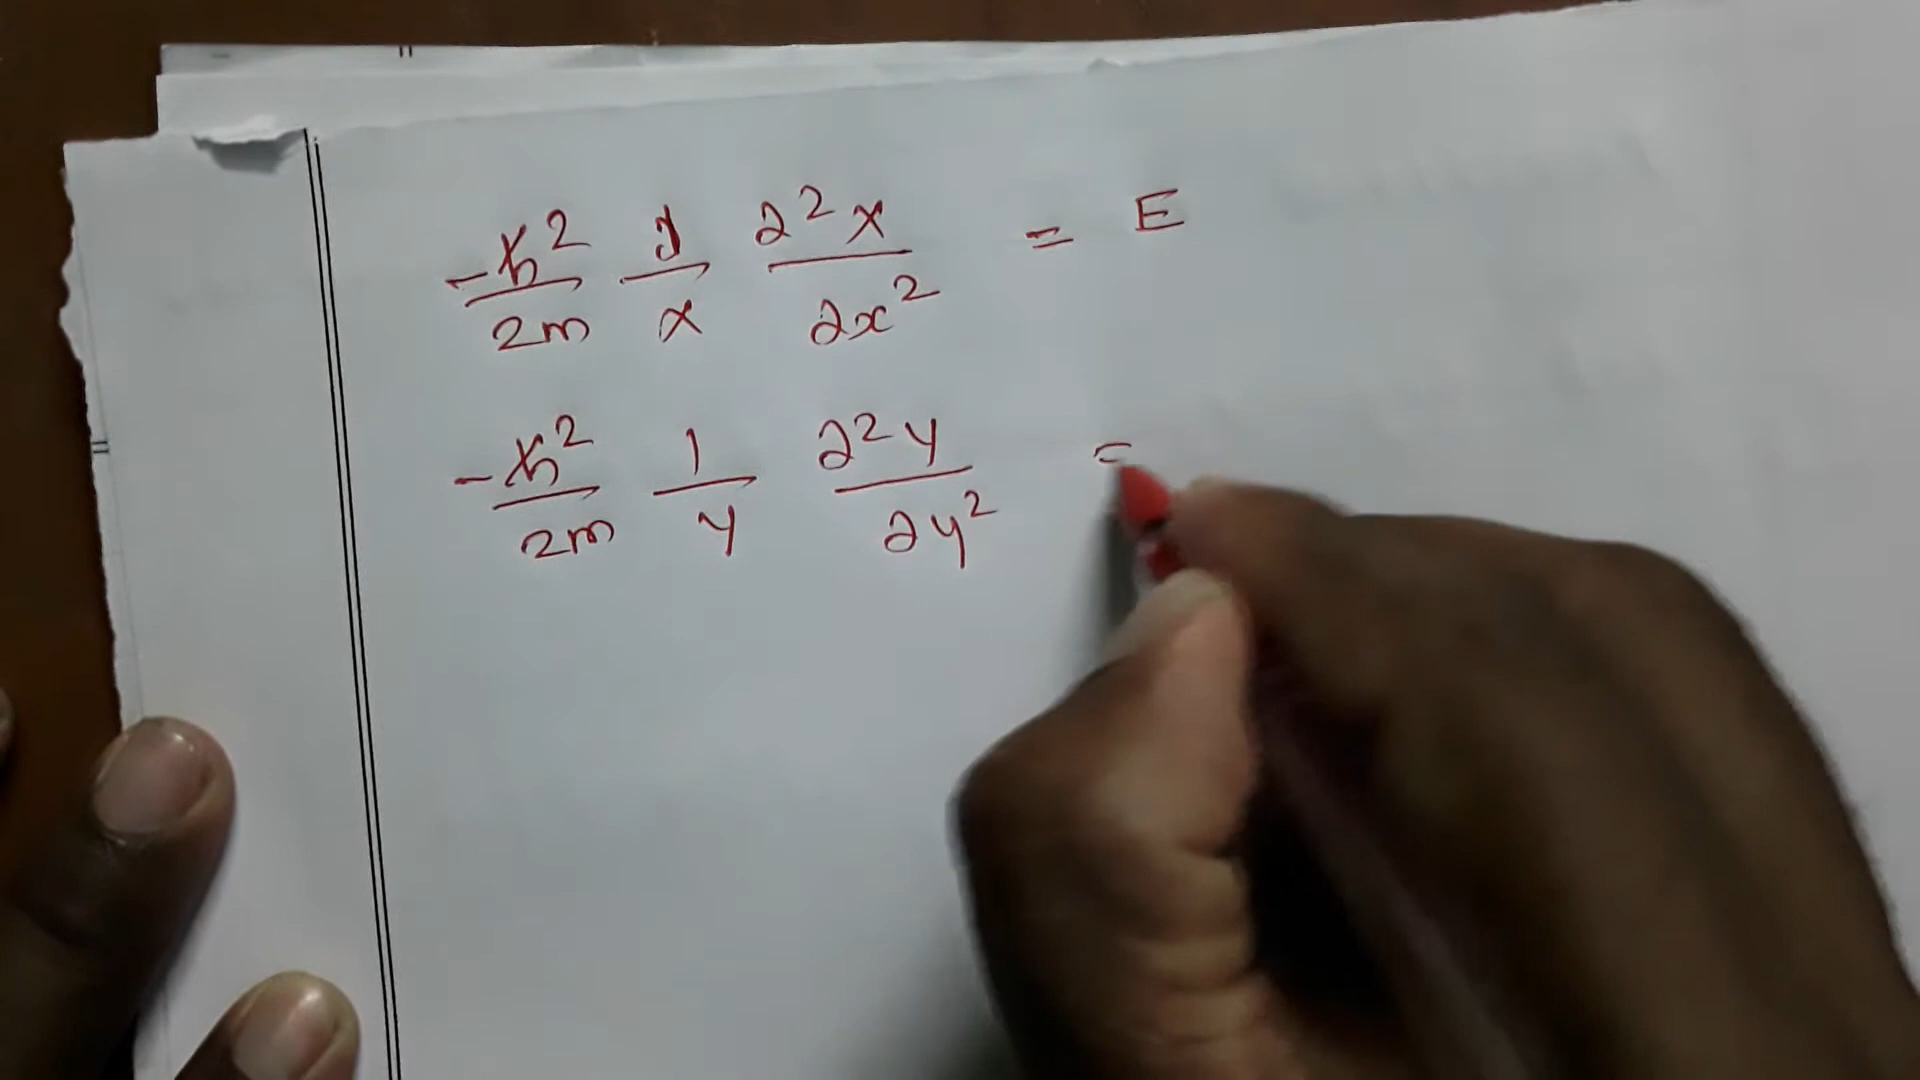 -ħ²/2m 1/x ∂²x/∂x² = E
-ħ²/2m 1/y ∂²y/∂y² =